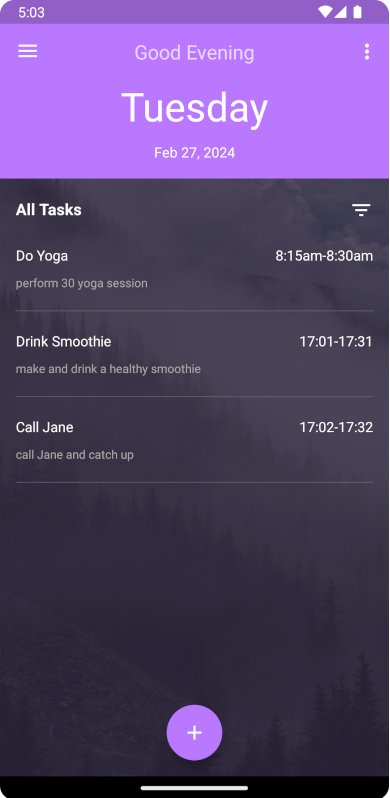 5:03
Good Evening
Tuesday
Feb 27, 2024
All Tasks
Do Yoga 8:15am-8:30am
perform 30 yoga session
Drink Smoothie 17:01-17:31
make and drink a healthy smoothie
Call Jane 17:02-17:32
call Jane and catch up